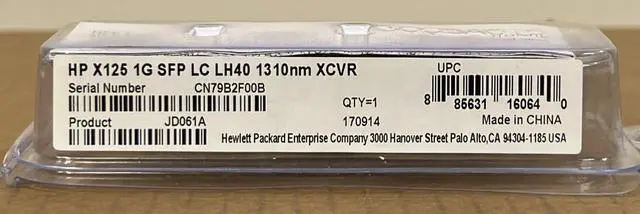 HP X125 1G SFP LC LH40 1310nm XCVR
Serial Number CN79B2F00B
QTY=1
Product JD061A 170914
UPC
8 85631 16064 0
Made in CHINA
Hewlett Packard Enterprise Company 3000 Hanover Street Palo Alto,CA 94304-1185 USA